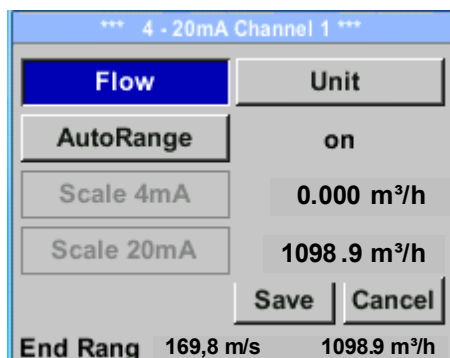 *** 4 - 20mA Channel 1 ***
Flow Unit
AutoRange on
Scale 4mA 0.000 m³/h
Scale 20mA 1098.9 m³/h
Save Cancel
End Rang 169,8 m/s 1098.9 m³/h